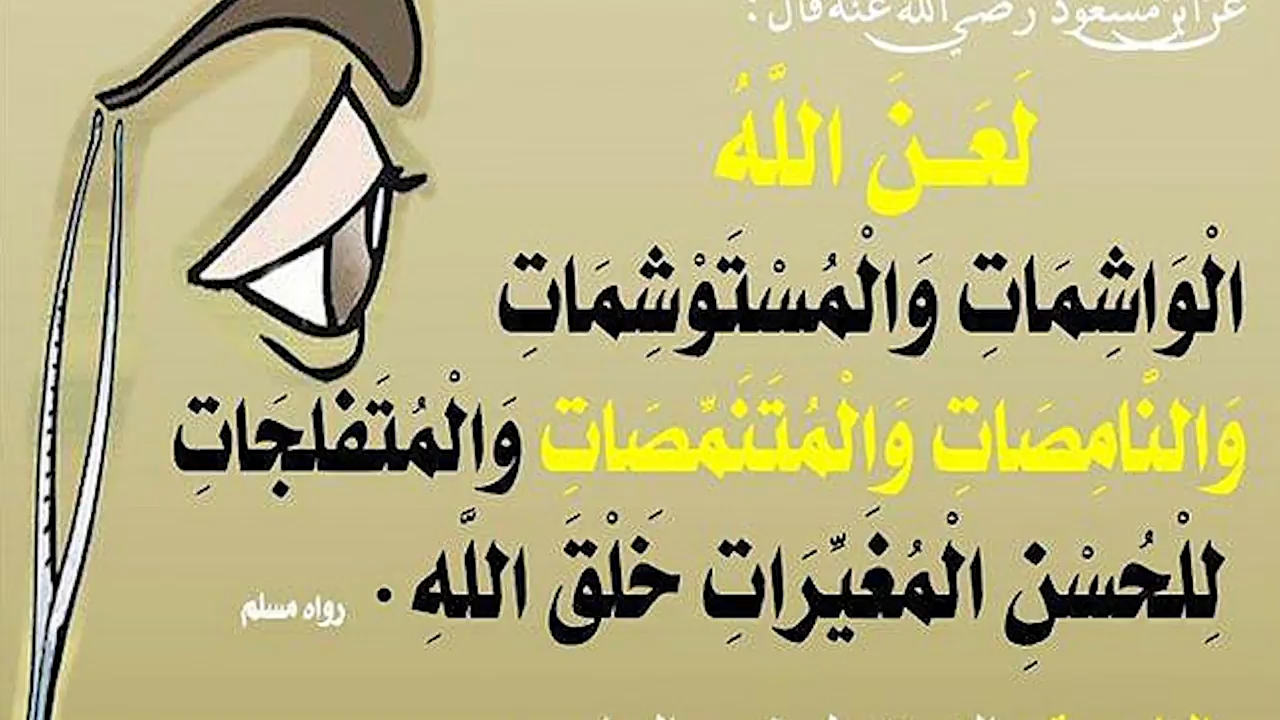 عن ابن مسعود رضي الله عنه قال :
لَعَـنَ اللَّهُ
الْوَاشِمَاتِ وَالْمُسْتَوْشِمَاتِ
وَالنَّامِصَاتِ وَالْمُتَنَمِّصَاتِ وَالْمُتَفَلِجَاتِ
لِلْحُسْنِ الْمُغَيِّرَاتِ خَلْقَ اللَّهِ .
رواه مسلم